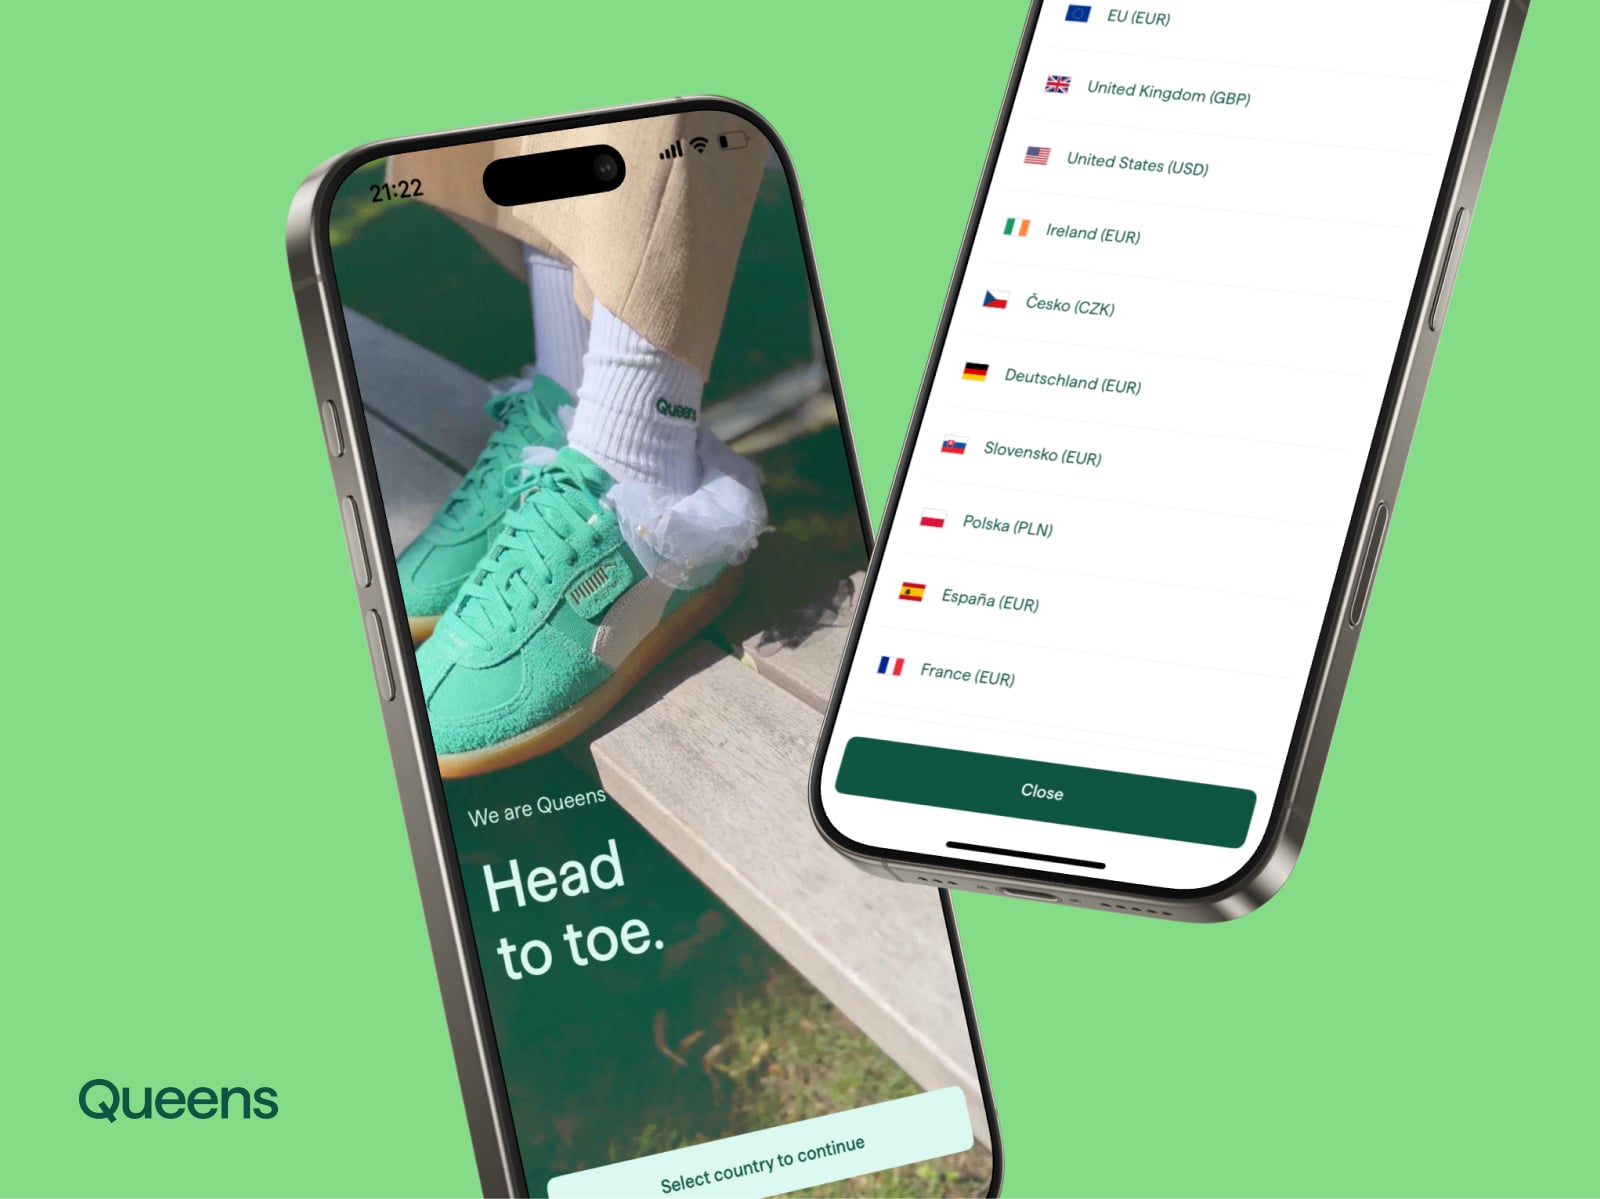 21:22
Queens
PUMA
We are Queens
Head
to toe.
Select country to continue
EU (EUR)
United Kingdom (GBP)
United States (USD)
Ireland (EUR)
Česko (CZK)
Deutschland (EUR)
Slovensko (EUR)
Polska (PLN)
España (EUR)
France (EUR)
Close
Queens